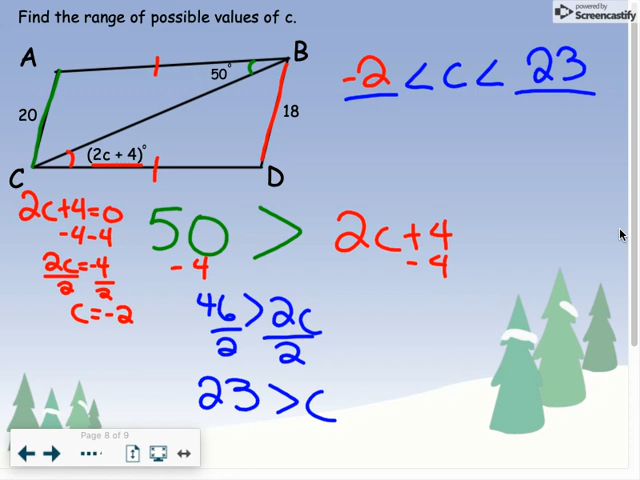 powered by
Screencastify
Find the range of possible values of c.
A
B
50°
20
18
(2c + 4)°
C
D
-2 < c < 23
2c+4=0
-4-4
2c=-4
2 2
c=-2
50 > 2c+4
-4 -4
46 > 2c
2 2
23 > c
Page 8 of 9